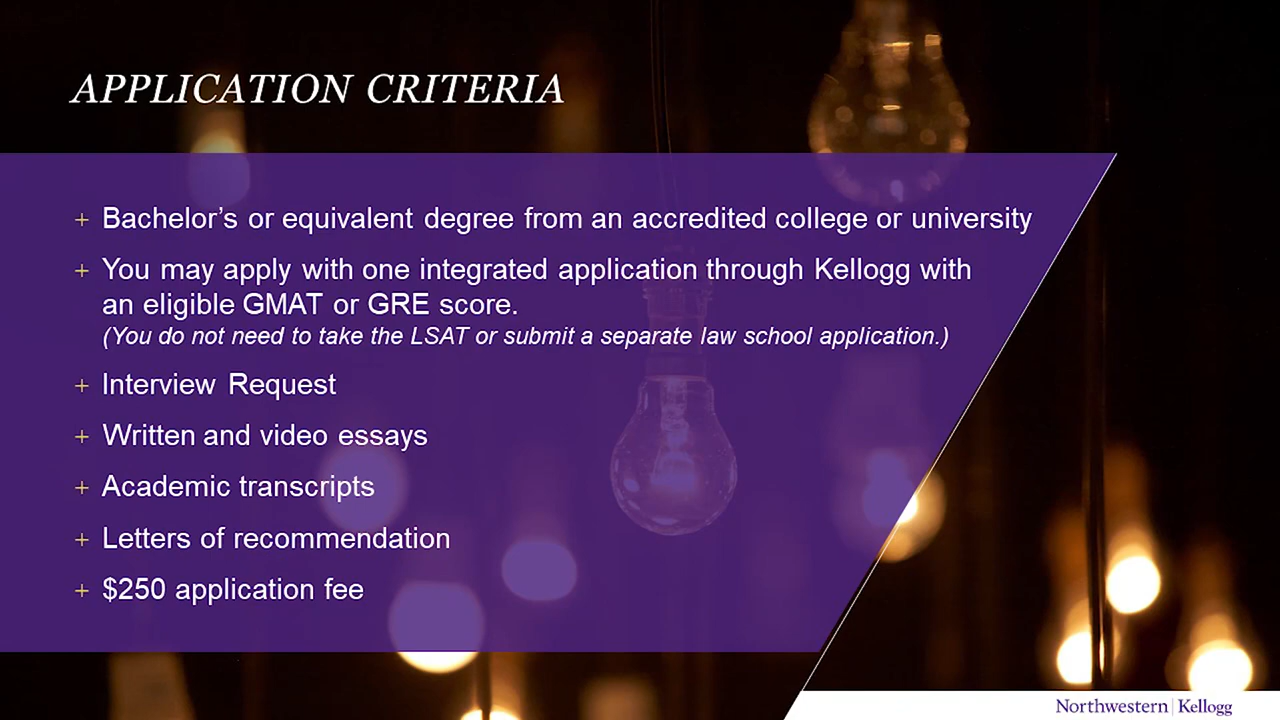 APPLICATION CRITERIA
+ Bachelor’s or equivalent degree from an accredited college or university
+ You may apply with one integrated application through Kellogg with
an eligible GMAT or GRE score.
(You do not need to take the LSAT or submit a separate law school application.)
+ Interview Request
+ Written and video essays
+ Academic transcripts
+ Letters of recommendation
+ $250 application fee
Northwestern | Kellogg